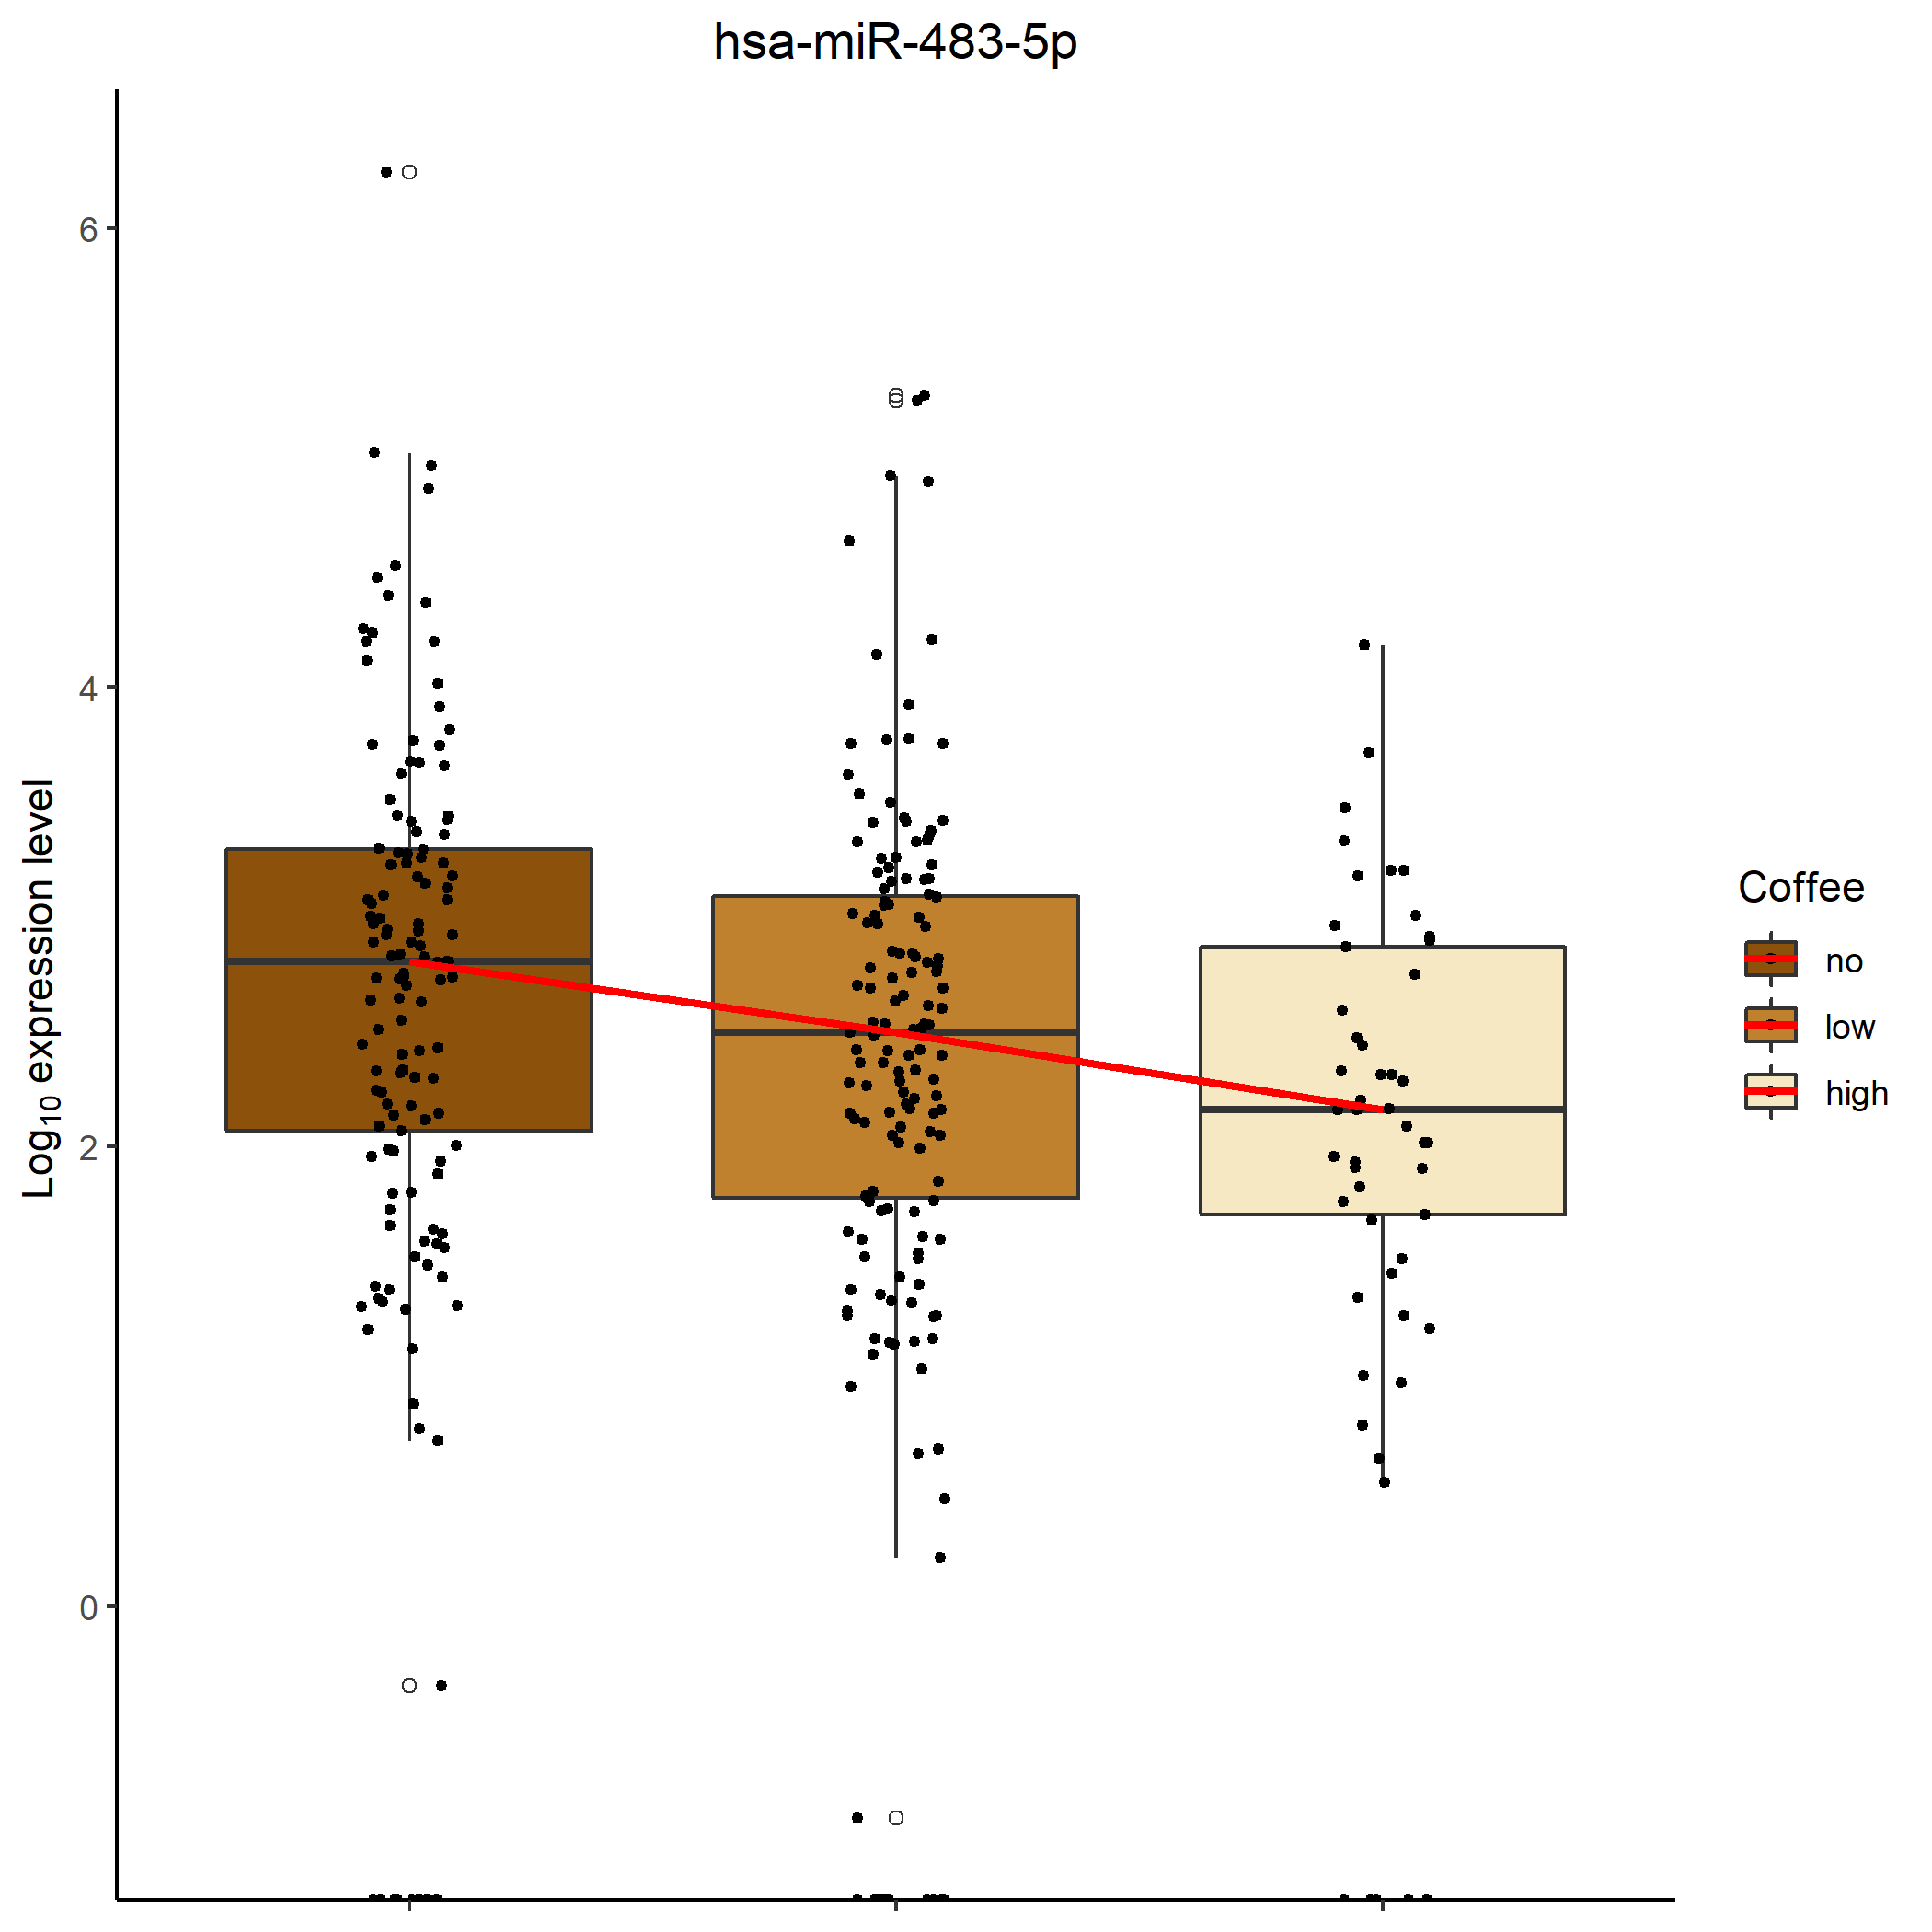 hsa-miR-483-5p
6
4
2
0
Log₁₀ expression level
Coffee
no
low
high